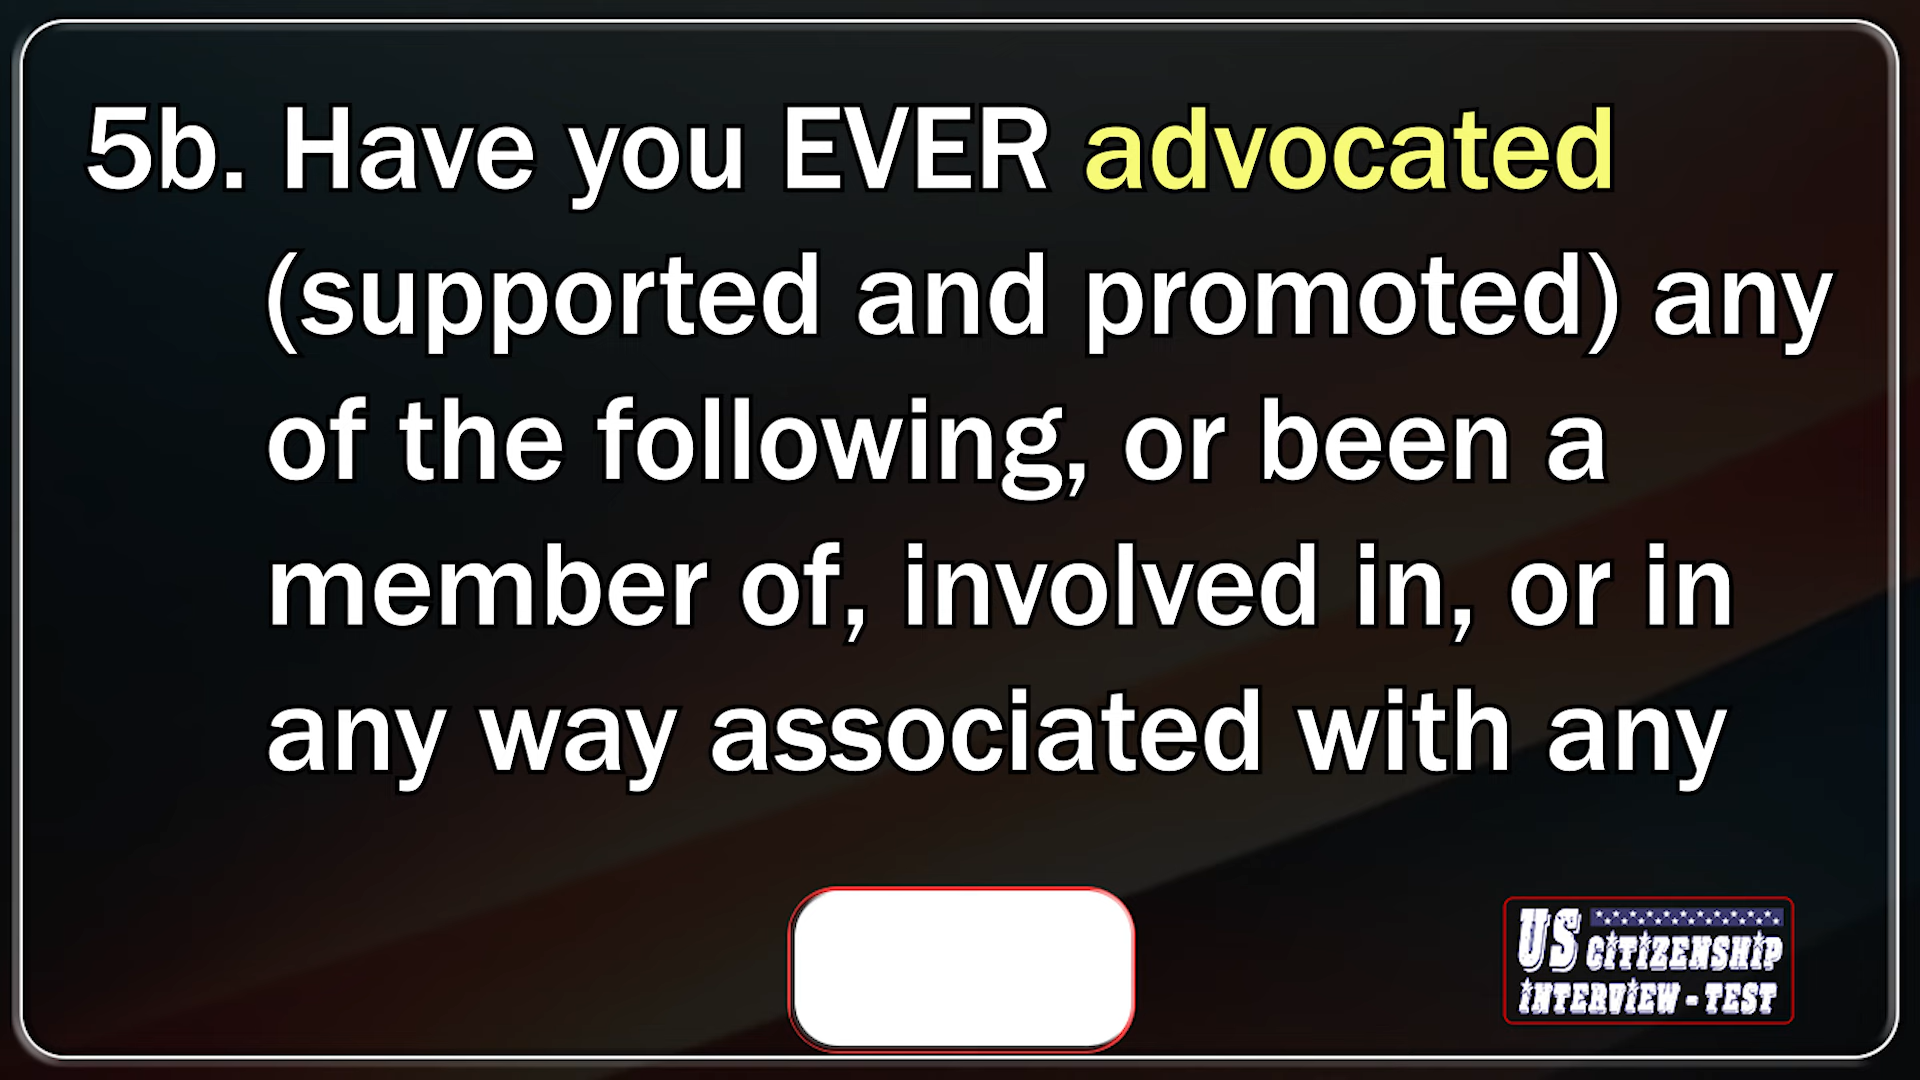 5b. Have you EVER advocated
(supported and promoted) any
of the following, or been a
member of, involved in, or in
any way associated with any
US CITIZENSHIP
INTERVIEW - TEST